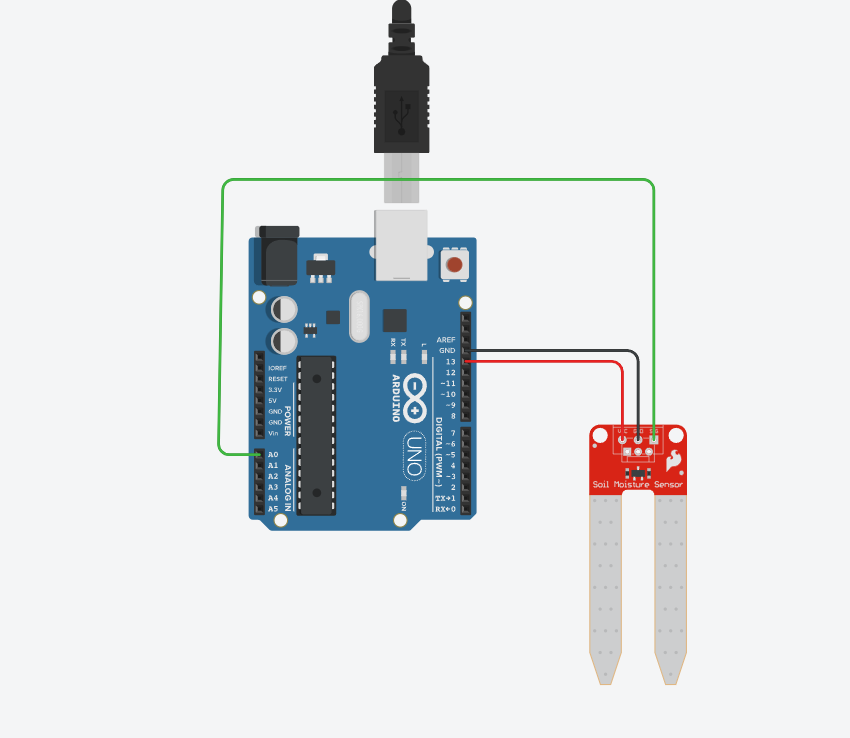 RX
TX
L
AREF
GND
13
12
~11
~10
~9
8
7
~6
~5
4
~3
2
TX→1
RX←0
DIGITAL (PWM~)
IOREF
RESET
3.3V
5V
GND
GND
Vin
POWER
A0
A1
A2
A3
A4
A5
ANALOG IN
ARDUINO
UNO
ON
VCC GND SIG
Soil Moisture Sensor